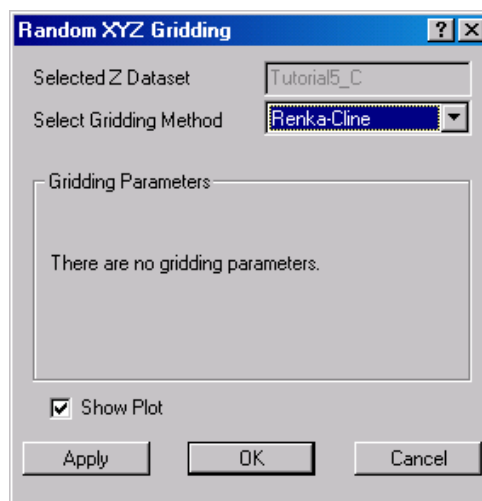 Random XYZ Gridding
Selected Z Dataset Tutorial5_C
Select Gridding Method Renka-Cline
Gridding Parameters
There are no gridding parameters.
Show Plot
Apply OK Cancel